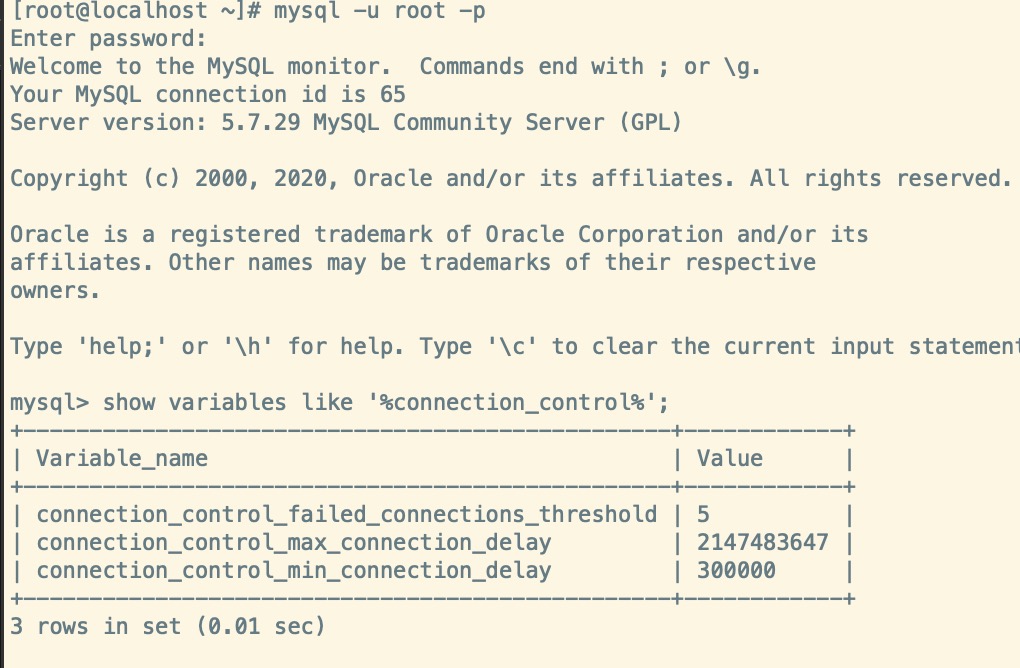 [root@localhost ~]# mysql -u root -p
Enter password:
Welcome to the MySQL monitor.  Commands end with ; or \g.
Your MySQL connection id is 65
Server version: 5.7.29 MySQL Community Server (GPL)
Copyright (c) 2000, 2020, Oracle and/or its affiliates. All rights reserved.
Oracle is a registered trademark of Oracle Corporation and/or its
affiliates. Other names may be trademarks of their respective
owners.
Type 'help;' or '\h' for help. Type '\c' to clear the current input statement
mysql> show variables like '%connection_control%';
+-------------------------------------------------+------------+
| Variable_name                                   | Value      |
+-------------------------------------------------+------------+
| connection_control_failed_connections_threshold | 5          |
| connection_control_max_connection_delay         | 2147483647 |
| connection_control_min_connection_delay         | 300000     |
+-------------------------------------------------+------------+
3 rows in set (0.01 sec)